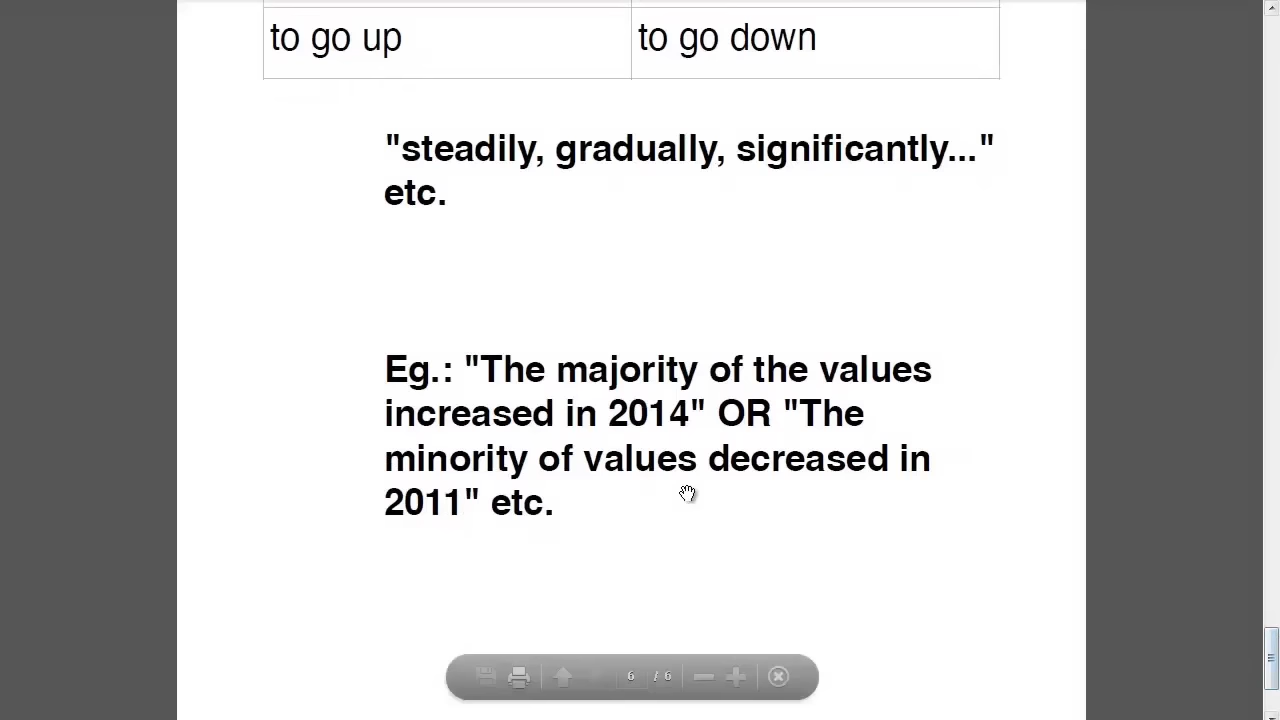 to go up to go down
"steadily, gradually, significantly..."
etc.
Eg.: "The majority of the values
increased in 2014" OR "The
minority of values decreased in
2011" etc.
6 / 6